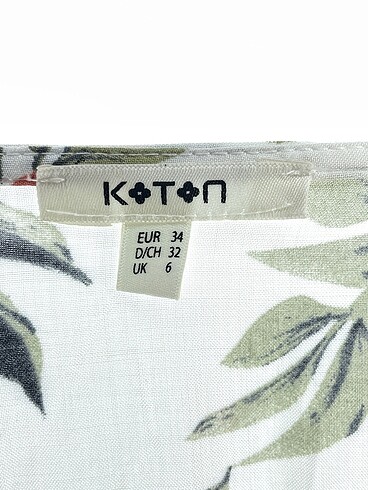 KOTON
EUR 34
D/CH 32
UK 6